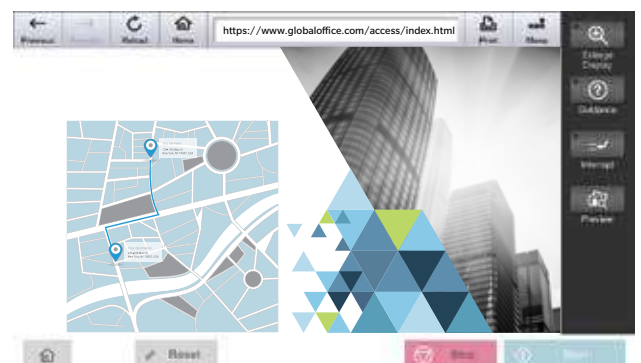 Previous
Reload
Home
https://www.globaloffice.com/access/index.html
Print
Menu
Enlarge
Display
Guidance
Interrupt
Preview
Reset
Stop
Start